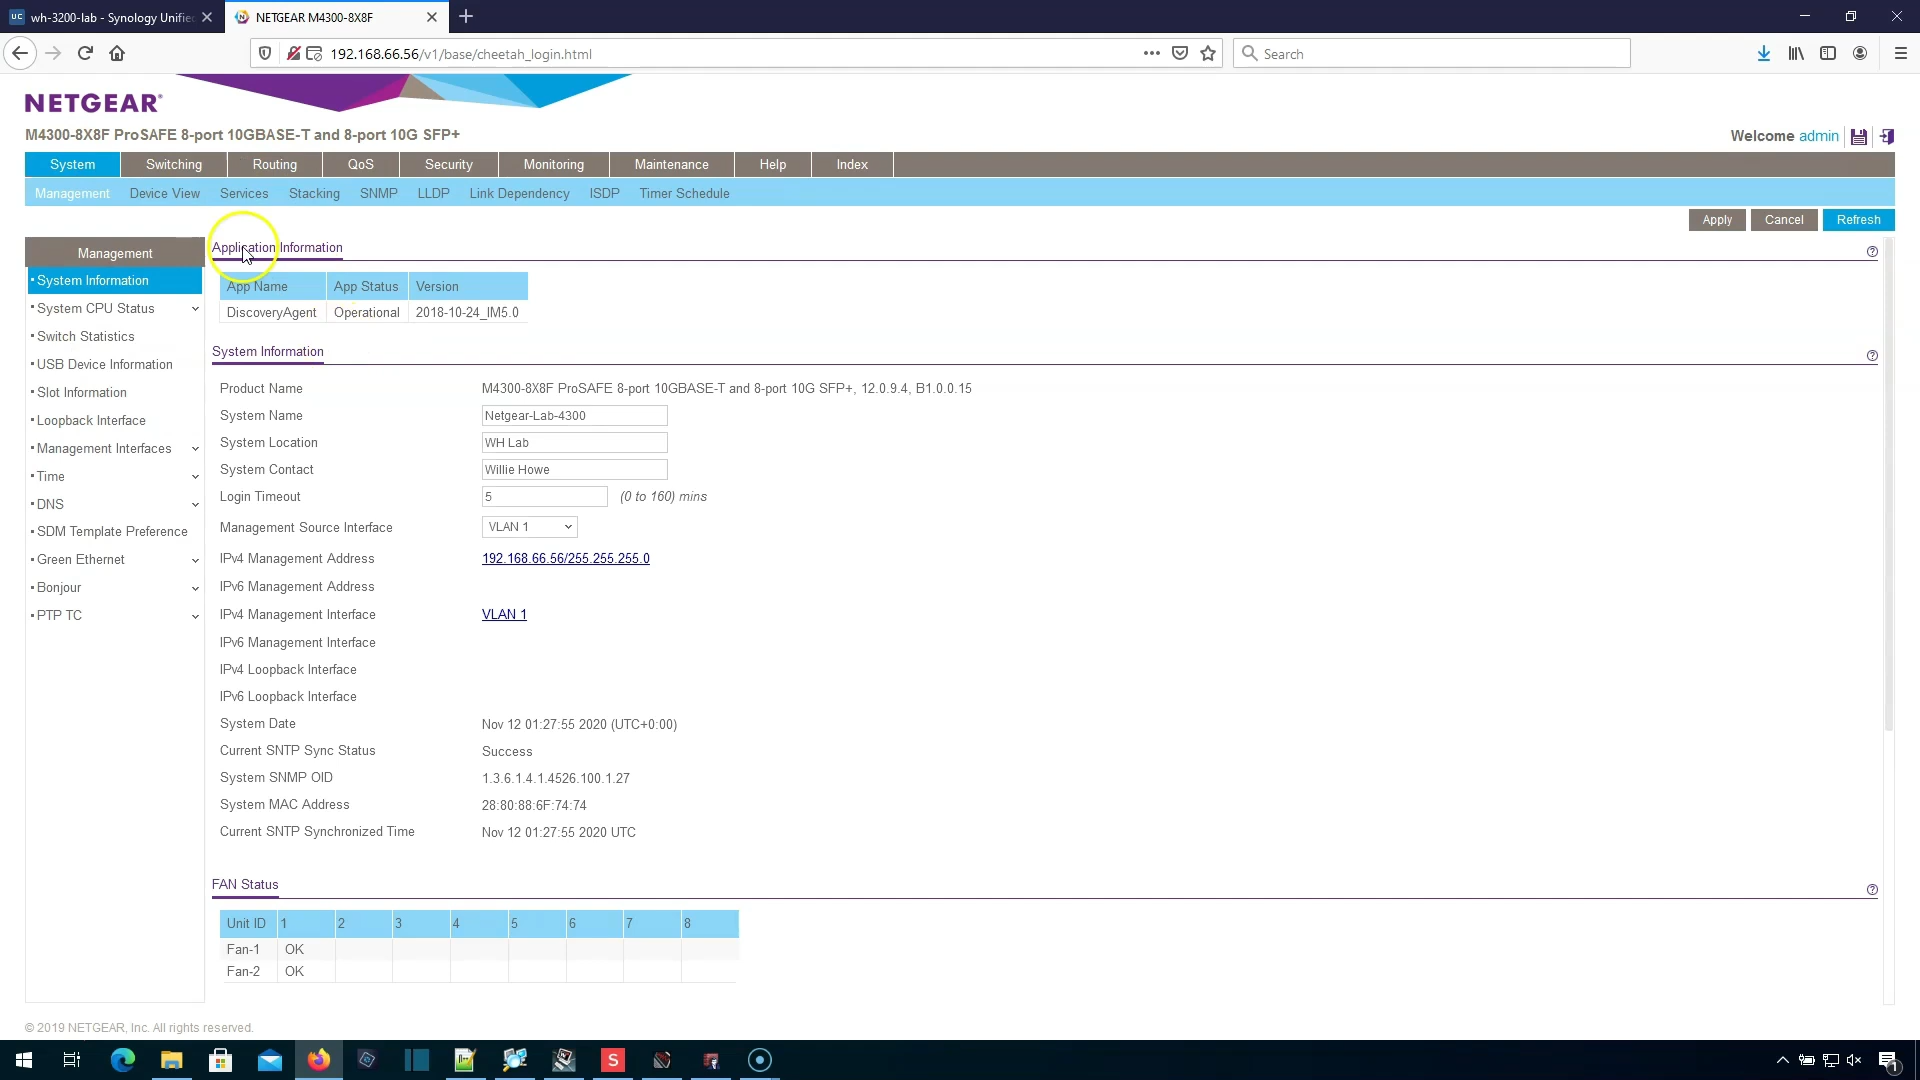 wh-3200-lab - Synology Unifie
NETGEAR M4300-8X8F
192.168.66.56/v1/base/cheetah_login.html
Search
NETGEAR®
M4300-8X8F ProSAFE 8-port 10GBASE-T and 8-port 10G SFP+
Welcome admin
System Switching Routing QoS Security Monitoring Maintenance Help Index
Management Device View Services Stacking SNMP LLDP Link Dependency ISDP Timer Schedule
Apply Cancel Refresh
Management
System Information
System CPU Status
Switch Statistics
USB Device Information
Slot Information
Loopback Interface
Management Interfaces
Time
DNS
SDM Template Preference
Green Ethernet
Bonjour
PTP TC
Application Information
App Name App Status Version
DiscoveryAgent Operational 2018-10-24_IM5.0
System Information
Product Name M4300-8X8F ProSAFE 8-port 10GBASE-T and 8-port 10G SFP+, 12.0.9.4, B1.0.0.15
System Name Netgear-Lab-4300
System Location WH Lab
System Contact Willie Howe
Login Timeout 5 (0 to 160) mins
Management Source Interface VLAN 1
IPv4 Management Address 192.168.66.56/255.255.255.0
IPv6 Management Address
IPv4 Management Interface VLAN 1
IPv6 Management Interface
IPv4 Loopback Interface
IPv6 Loopback Interface
System Date Nov 12 01:27:55 2020 (UTC+0:00)
Current SNTP Sync Status Success
System SNMP OID 1.3.6.1.4.1.4526.100.1.27
System MAC Address 28:80:88:6F:74:74
Current SNTP Synchronized Time Nov 12 01:27:55 2020 UTC
FAN Status
Unit ID 1 2 3 4 5 6 7 8
Fan-1 OK
Fan-2 OK
© 2019 NETGEAR, Inc. All rights reserved.